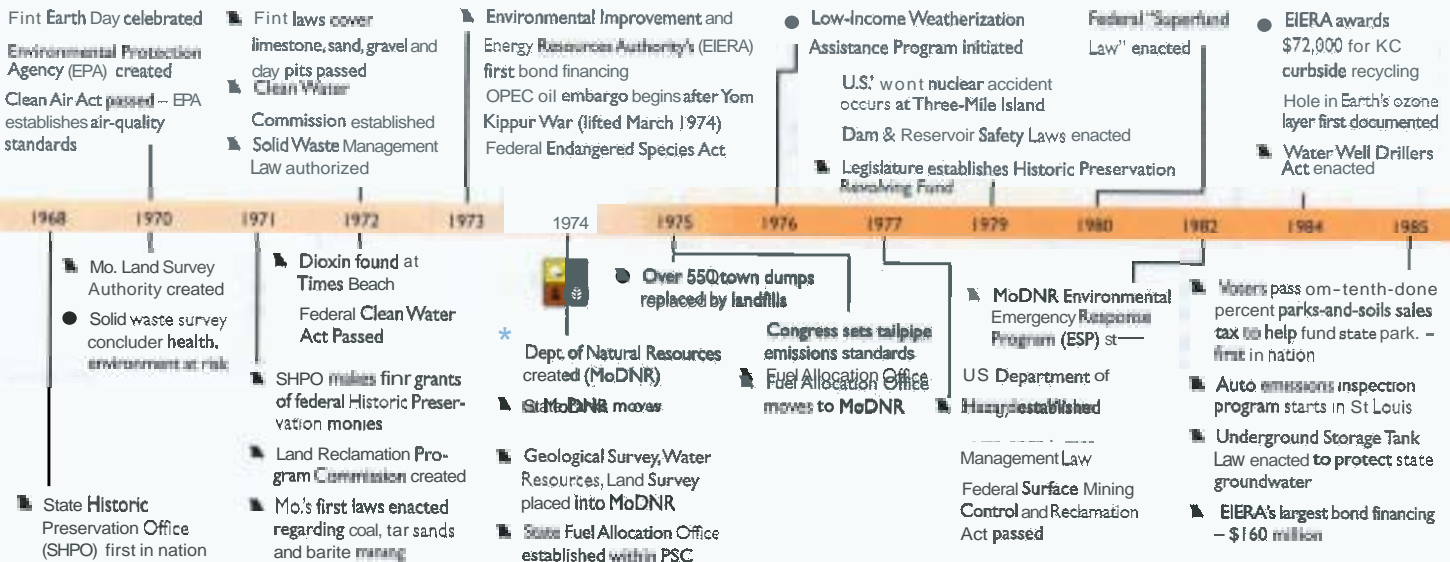 Fint Earth Day celebrated
Environmental Protection
Agency (EPA) created
Clean Air Act passed – EPA
establishes air-quality
standards
Fint laws cover
limestone, sand, gravel and
day pits passed
Clean Water
Commission established
Solid Waste Management
Law authorized
Environmental Improvement and
Energy Resources Authority's (EIERA)
first bond financing
OPEC oil embargo begins after Yom
Kippur War (lifted March 1974)
Federal Endangered Species Act
Low-Income Weatherization
Assistance Program initiated
U.S.' wont nuclear accident
occurs at Three-Mile Island
Dam & Reservoir Safety Laws enacted
Legislature establishes Historic Preservation
Revolving Fund
Federal "Superfund
Law" enacted
EIERA awards
$72,000 for KC
curbside recycling
Hole in Earth's ozone
layer first documented
Water Well Drillers
Act enacted
1968 1970 1971 1972 1973 1974 1975 1976 1977 1979 1980 1982 1984 1985
Mo. Land Survey
Authority created
Solid waste survey
concluder health,
environment at risk
State Historic
Preservation Office
(SHPO) first in nation
Dioxin found at
Times Beach
Federal Clean Water
Act Passed
SHPO makes finr grants
of federal Historic Preser-
vation monies
Land Reclamation Pro-
gram Commission created
Mo.'s first laws enacted
regarding coal, tar sands
and barite mining
*
Dept. of Natural Resources
created (MoDNR)
MoDNR moves
Geological Survey, Water
Resources, Land Survey
placed into MoDNR
State Fuel Allocation Office
established within PSC
Over 550 town dumps
replaced by landfills
Congress sets tailpipe
emissions standards
Fuel Allocation Office
Fuel Allocation Office
moves to MoDNR
MoDNR Environmental
Emergency Response
Program (ESP) st
US Department of
established
Management Law
Federal Surface Mining
Control and Reclamation
Act passed
Voters pass om-tenth-done
percent parks-and-soils sales
tax to help fund state park. –
first in nation
Auto emissions inspection
program starts in St Louis
Underground Storage Tank
Law enacted to protect state
groundwater
EIERA's largest bond financing
– $160 million